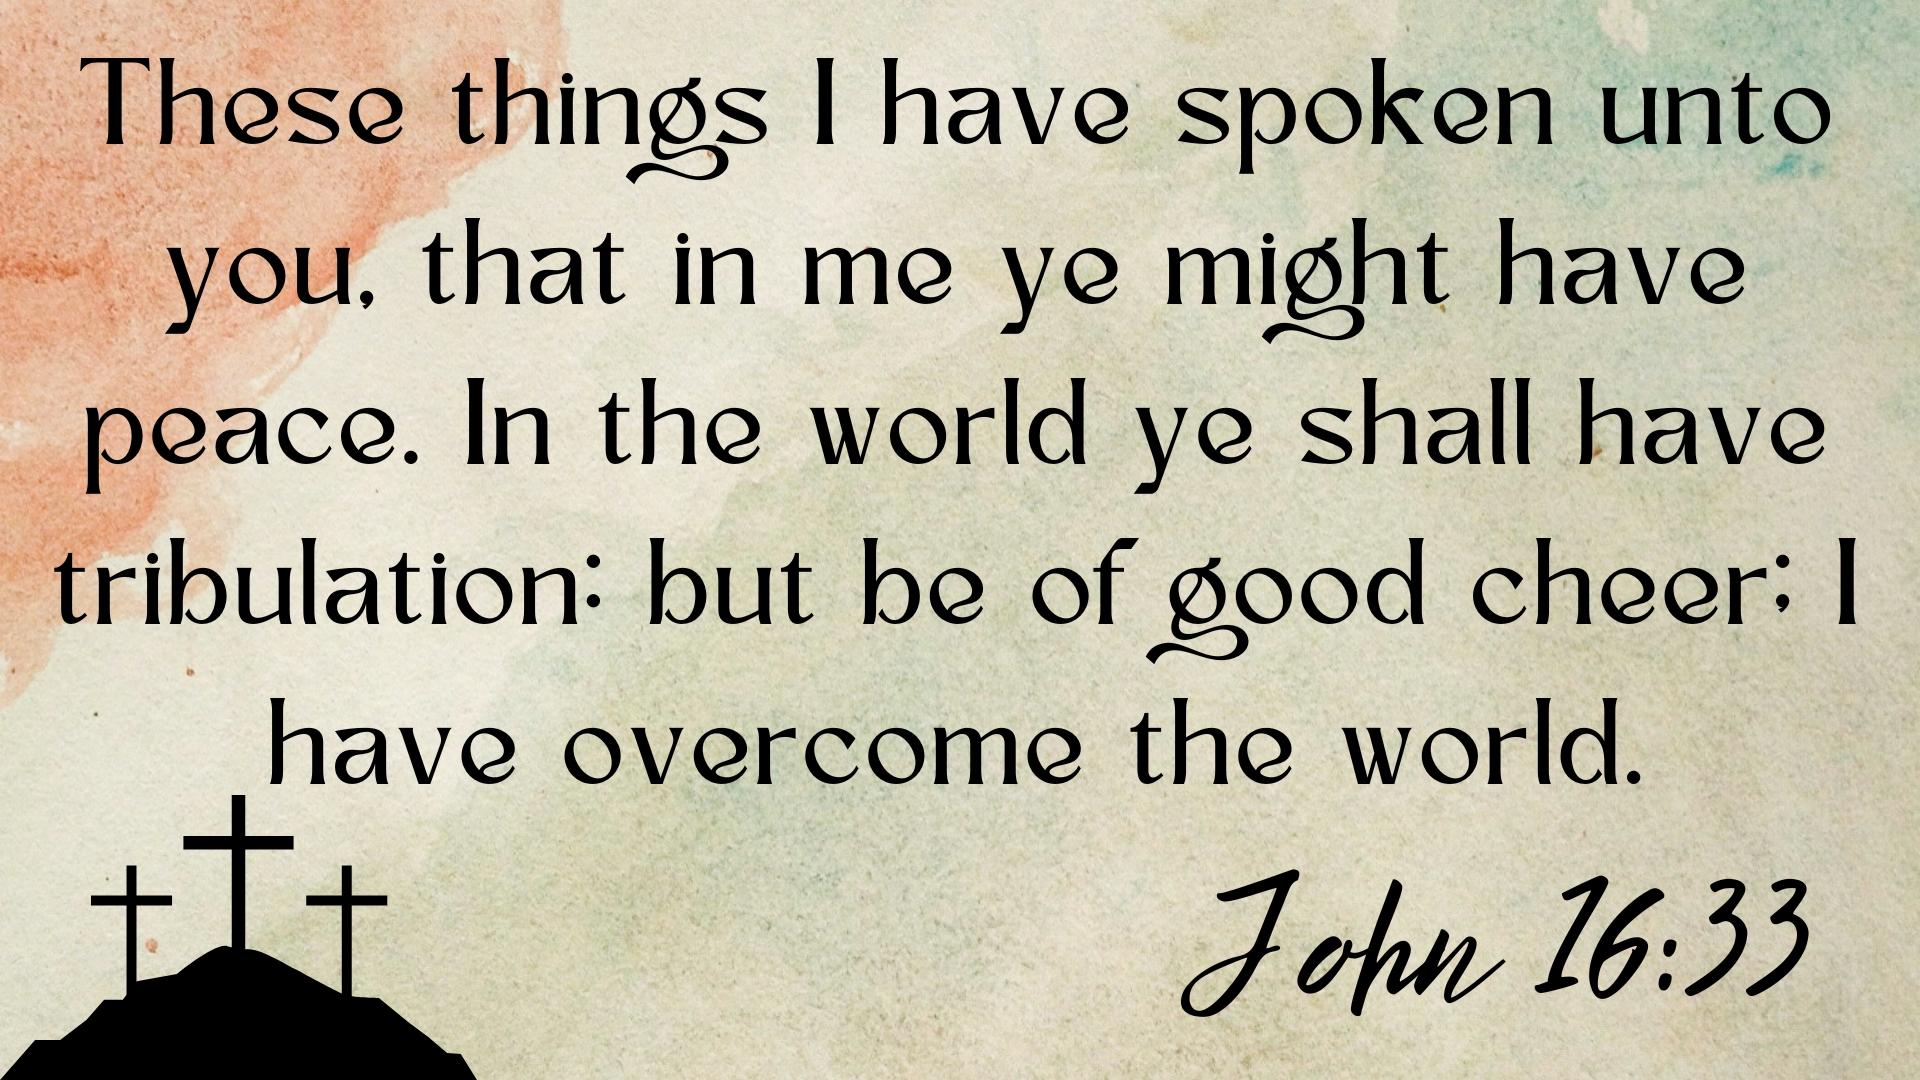 These things I have spoken unto
you, that in me ye might have
peace. In the world ye shall have
tribulation: but be of good cheer; I
have overcome the world.
John 16:33